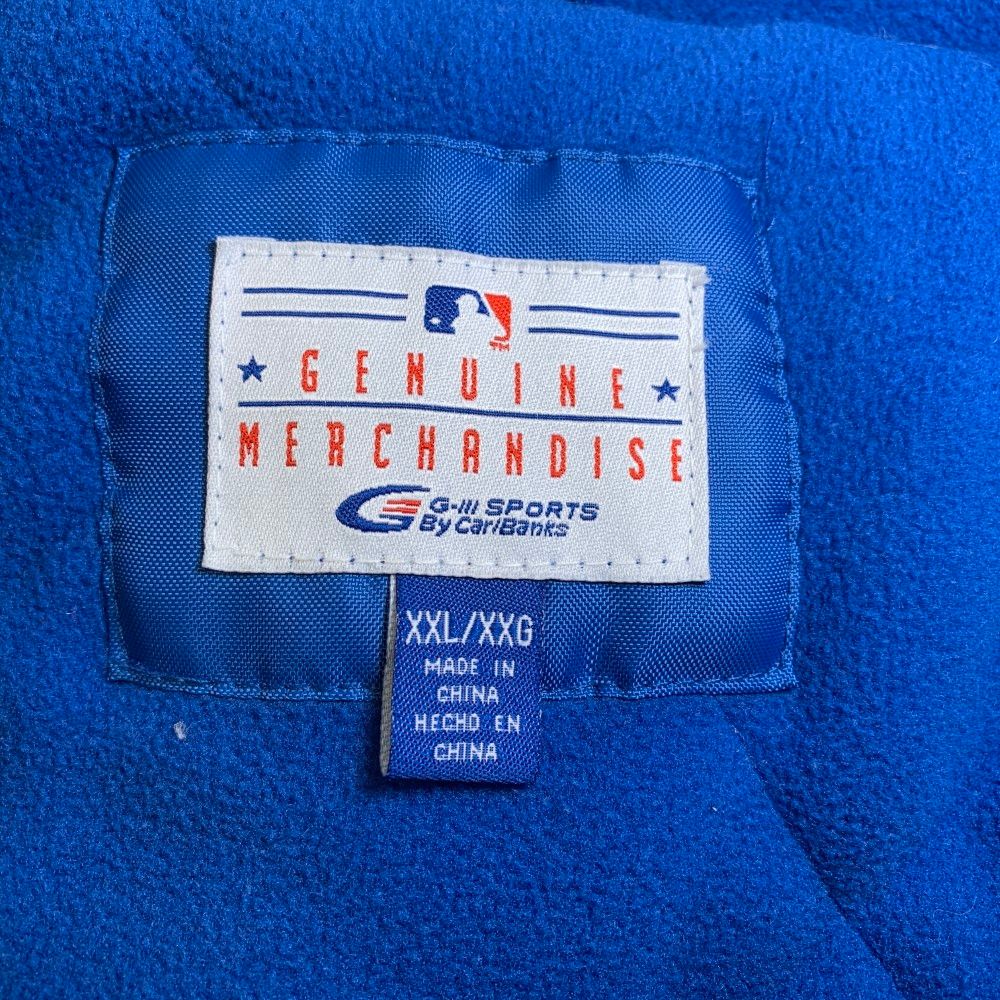 GENUINE
MERCHANDISE
G-III SPORTS
By Carl Banks
XXL/XXG
MADE IN
CHINA
HECHO EN
CHINA